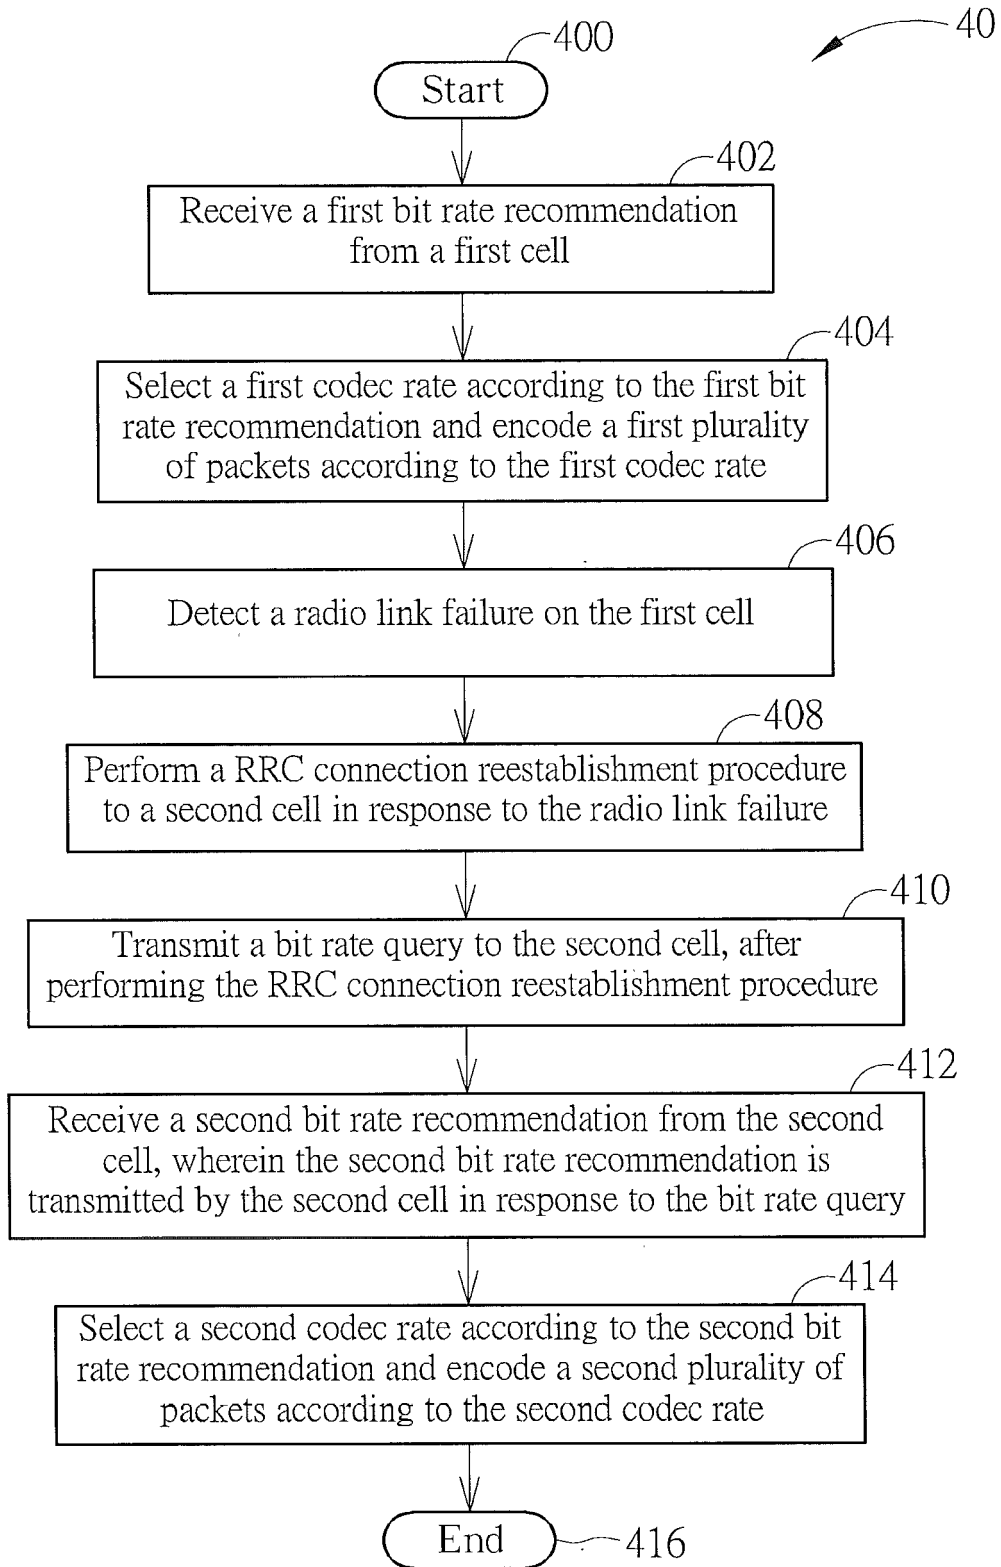 40
400
Start
402
Receive a first bit rate recommendation
from a first cell
404
Select a first codec rate according to the first bit
rate recommendation and encode a first plurality
of packets according to the first codec rate
406
Detect a radio link failure on the first cell
408
Perform a RRC connection reestablishment procedure
to a second cell in response to the radio link failure
410
Transmit a bit rate query to the second cell, after
performing the RRC connection reestablishment procedure
412
Receive a second bit rate recommendation from the second
cell, wherein the second bit rate recommendation is
transmitted by the second cell in response to the bit rate query
414
Select a second codec rate according to the second bit
rate recommendation and encode a second plurality of
packets according to the second codec rate
End
416